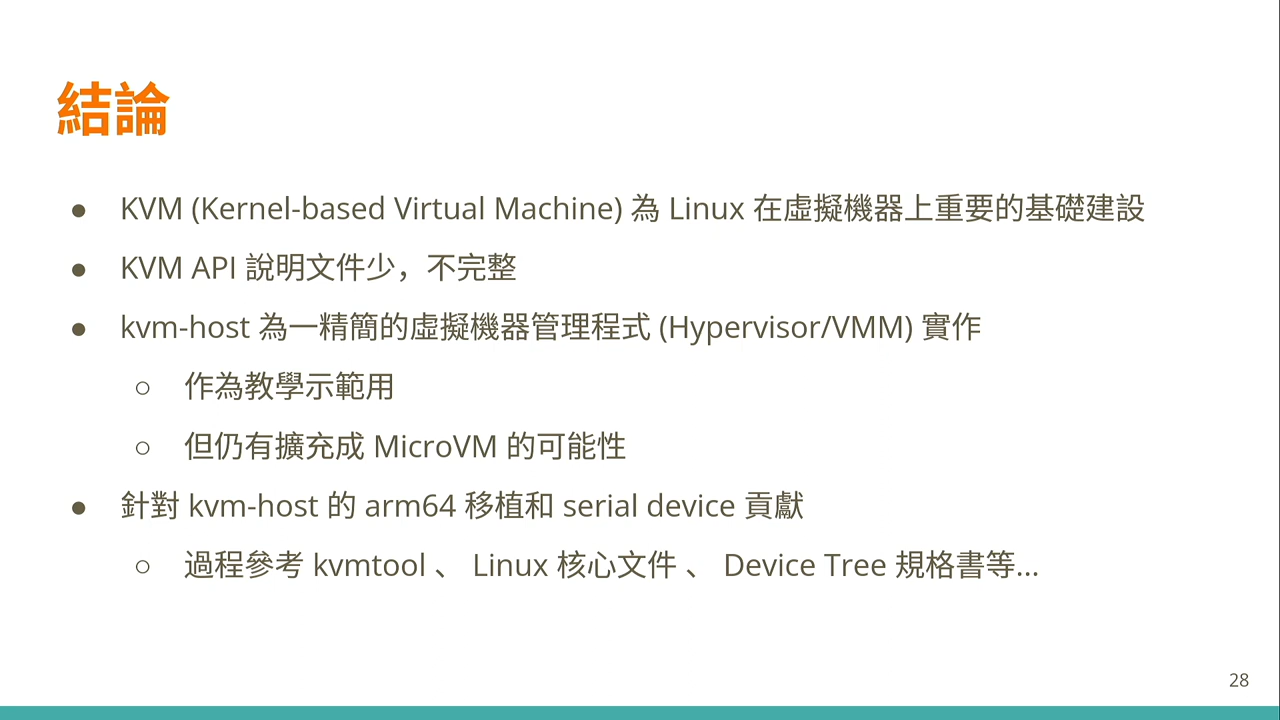 結論
● KVM (Kernel-based Virtual Machine) 為 Linux 在虛擬機器上重要的基礎建設
● KVM API 說明文件少，不完整
● kvm-host 為一精簡的虛擬機器管理程式 (Hypervisor/VMM) 實作
○ 作為教學示範用
○ 但仍有擴充成 MicroVM 的可能性
● 針對 kvm-host 的 arm64 移植和 serial device 貢獻
○ 過程參考 kvmtool 、 Linux 核心文件 、 Device Tree 規格書等...
28